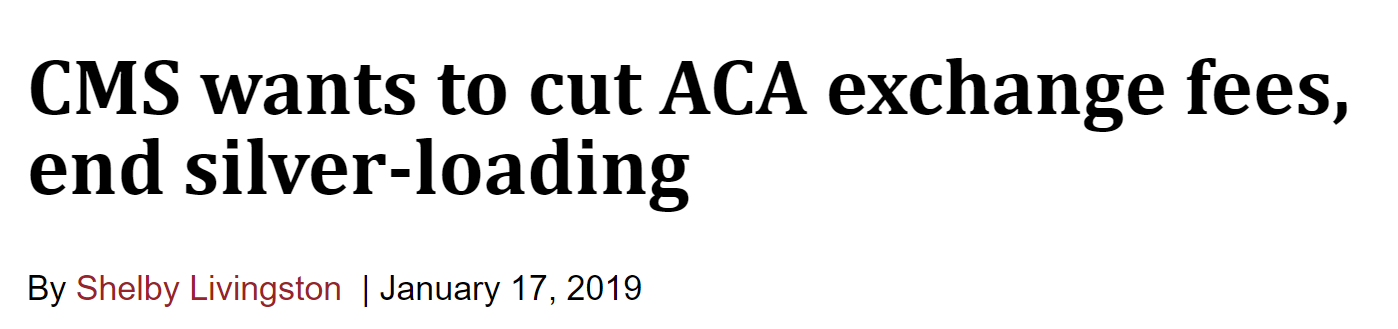 CMS wants to cut ACA exchange fees,
end silver-loading
By Shelby Livingston | January 17, 2019